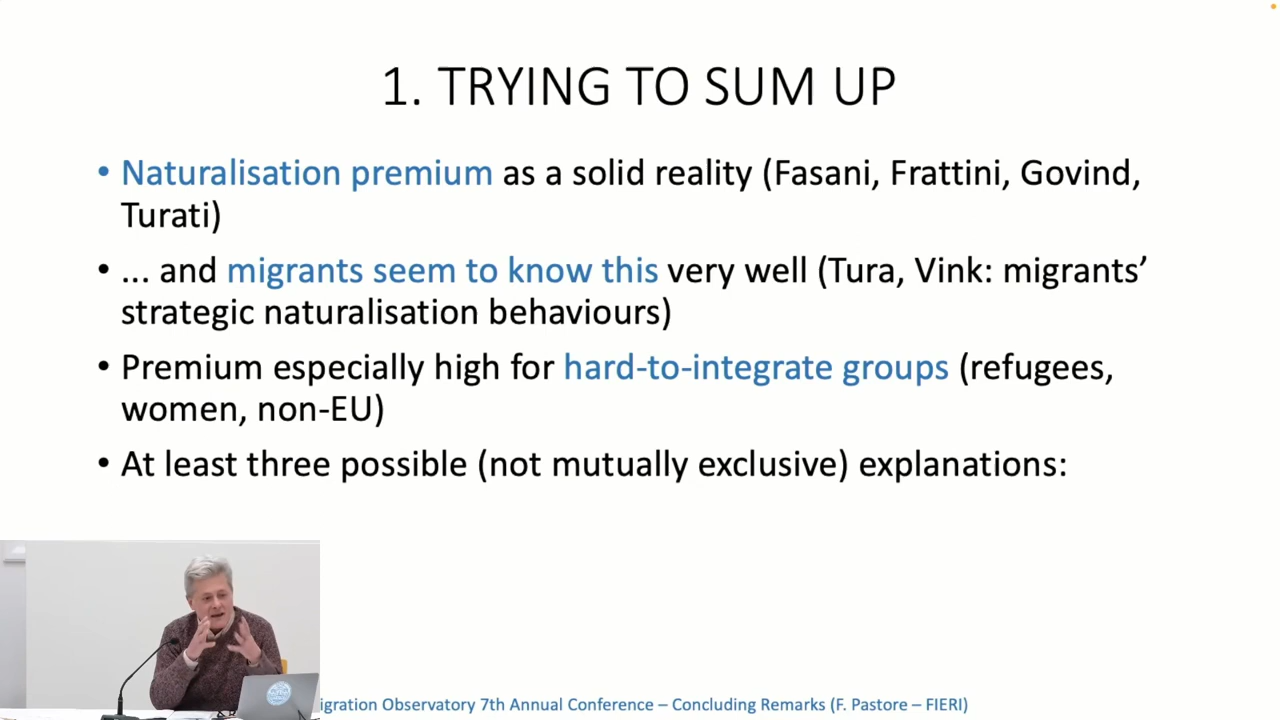 1. TRYING TO SUM UP
• Naturalisation premium as a solid reality (Fasani, Frattini, Govind,
Turati)
• ... and migrants seem to know this very well (Tura, Vink: migrants’
strategic naturalisation behaviours)
• Premium especially high for hard-to-integrate groups (refugees,
women, non-EU)
• At least three possible (not mutually exclusive) explanations:
igration Observatory 7th Annual Conference – Concluding Remarks (F. Pastore – FIERI)